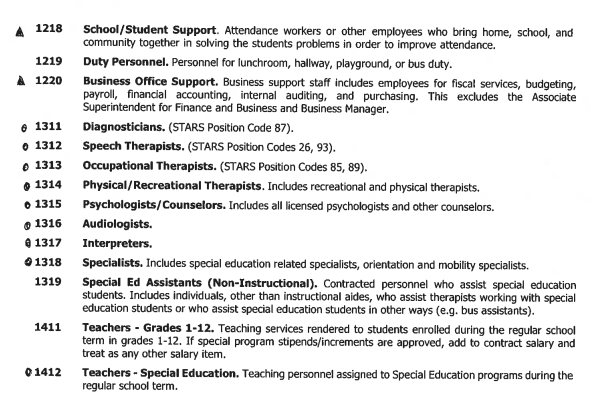 1218 School/Student Support. Attendance workers or other employees who bring home, school, and
community together in solving the students problems in order to improve attendance.
1219 Duty Personnel. Personnel for lunchroom, hallway, playground, or bus duty.
1220 Business Office Support. Business support staff includes employees for fiscal services, budgeting,
payroll, financial accounting, internal auditing, and purchasing. This excludes the Associate
Superintendent for Finance and Business and Business Manager.
1311 Diagnosticians. (STARS Position Code 87).
1312 Speech Therapists. (STARS Position Codes 26, 93).
1313 Occupational Therapists. (STARS Position Codes 85, 89).
1314 Physical/Recreational Therapists. Includes recreational and physical therapists.
1315 Psychologists/Counselors. Includes all licensed psychologists and other counselors.
1316 Audiologists.
1317 Interpreters.
1318 Specialists. Includes special education related specialists, orientation and mobility specialists.
1319 Special Ed Assistants (Non-Instructional). Contracted personnel who assist special education
students. Includes individuals, other than instructional aides, who assist therapists working with special
education students or who assist special education students in other ways (e.g. bus assistants).
1411 Teachers - Grades 1-12. Teaching services rendered to students enrolled during the regular school
term in grades 1-12. If special program stipends/increments are approved, add to contract salary and
treat as any other salary item.
1412 Teachers - Special Education. Teaching personnel assigned to Special Education programs during the
regular school term.